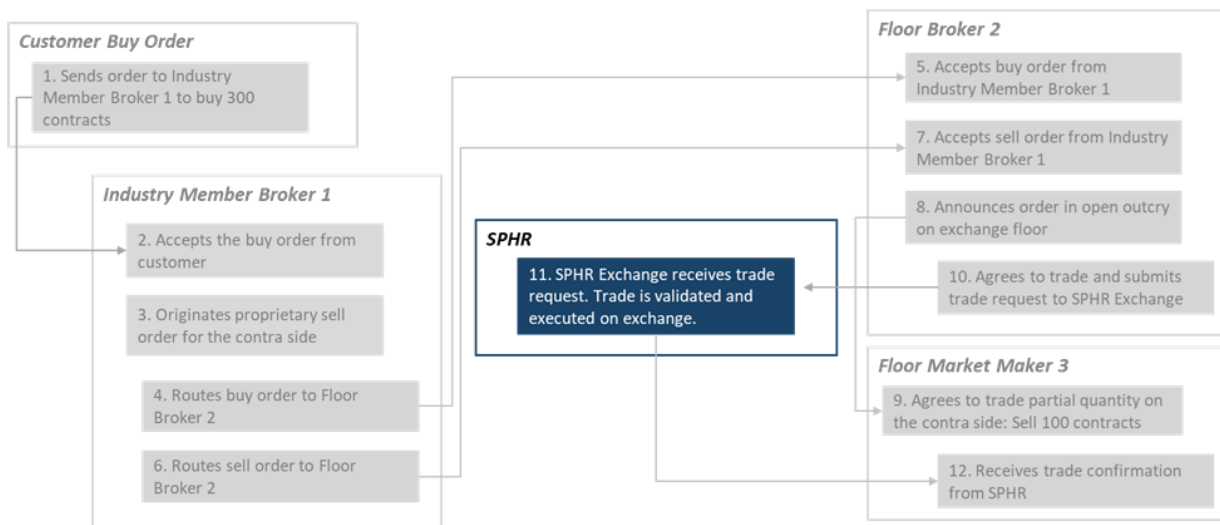 Customer Buy Order
1. Sends order to Industry
Member Broker 1 to buy 300
contracts
Industry Member Broker 1
2. Accepts the buy order from
customer
3. Originates proprietary sell
order for the contra side
4. Routes buy order to Floor
Broker 2
6. Routes sell order to Floor
Broker 2
SPHR
11. SPHR Exchange receives trade
request. Trade is validated and
executed on exchange.
Floor Broker 2
5. Accepts buy order from
Industry Member Broker 1
7. Accepts sell order from Industry
Member Broker 1
8. Announces order in open outcry
on exchange floor
10. Agrees to trade and submits
trade request to SPHR Exchange
Floor Market Maker 3
9. Agrees to trade partial quantity on
the contra side: Sell 100 contracts
12. Receives trade confirmation
from SPHR